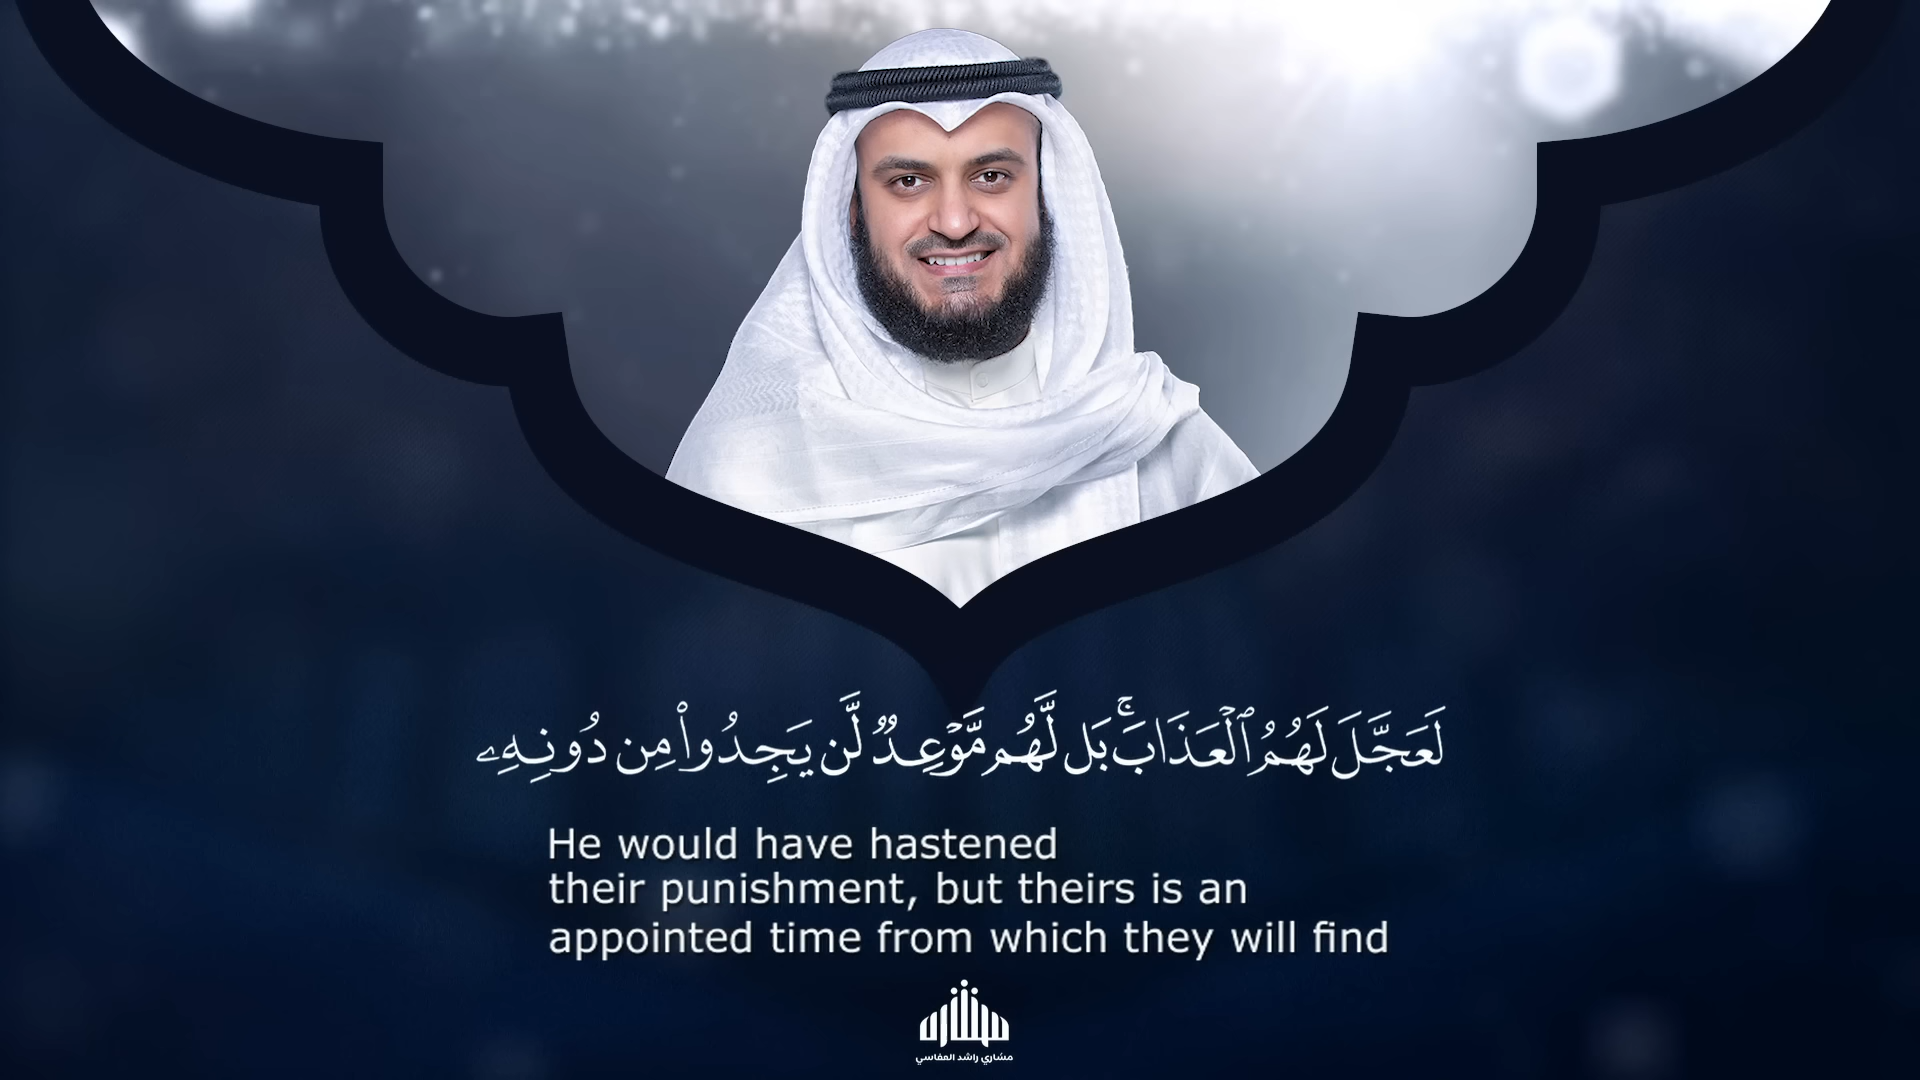 لَعَجَّلَ لَهُمُ ٱلْعَذَابَ ۚ بَل لَّهُم مَّوْعِدٌ لَّن يَجِدُوا۟ مِن دُونِهِۦ
He would have hastened
their punishment, but theirs is an
appointed time from which they will find
مشاري
مشاري راشد العفاسي